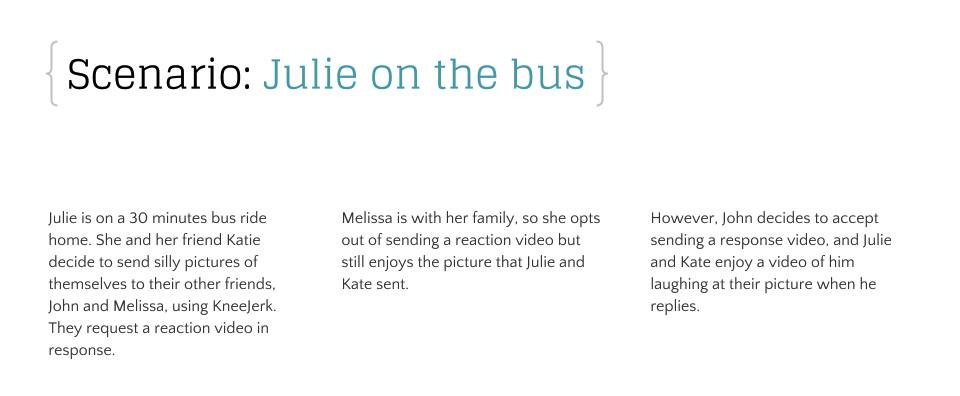 { Scenario: Julie on the bus }
Julie is on a 30 minutes bus ride
home. She and her friend Katie
decide to send silly pictures of
themselves to their other friends,
John and Melissa, using KneeJerk.
They request a reaction video in
response.
Melissa is with her family, so she opts
out of sending a reaction video but
still enjoys the picture that Julie and
Kate sent.
However, John decides to accept
sending a response video, and Julie
and Kate enjoy a video of him
laughing at their picture when he
replies.